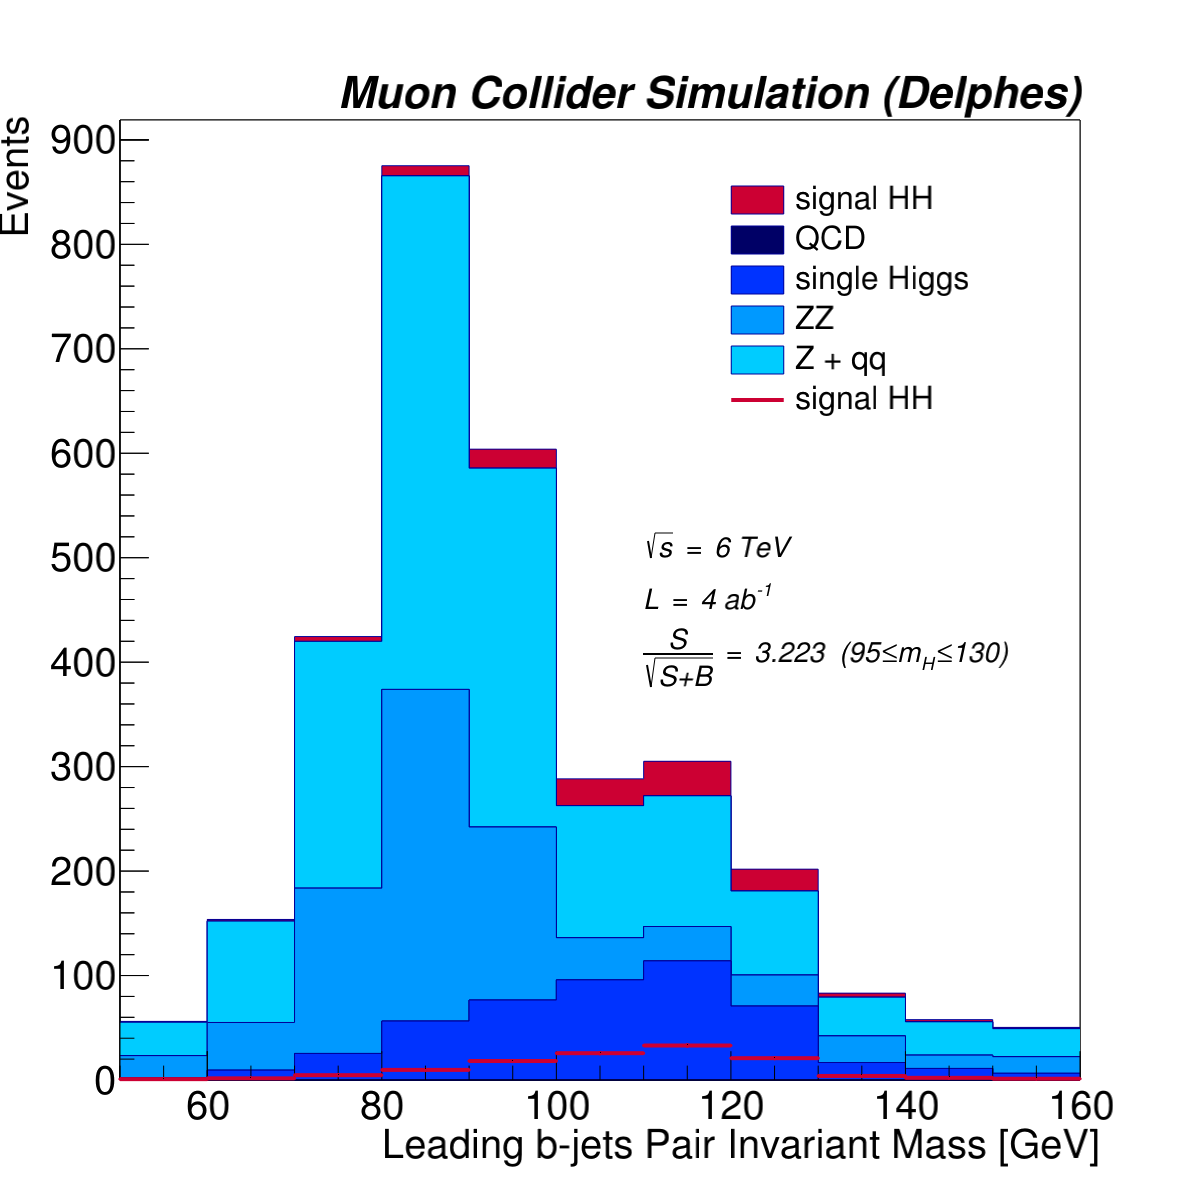 Muon Collider Simulation (Delphes)
Events
900
800
700
600
500
400
300
200
100
0
signal HH
QCD
single Higgs
ZZ
Z + qq
signal HH
√s = 6 TeV
L = 4 ab⁻¹
S/√S+B = 3.223 (95≤m_H≤130)
60 80 100 120 140 160
Leading b-jets Pair Invariant Mass [GeV]